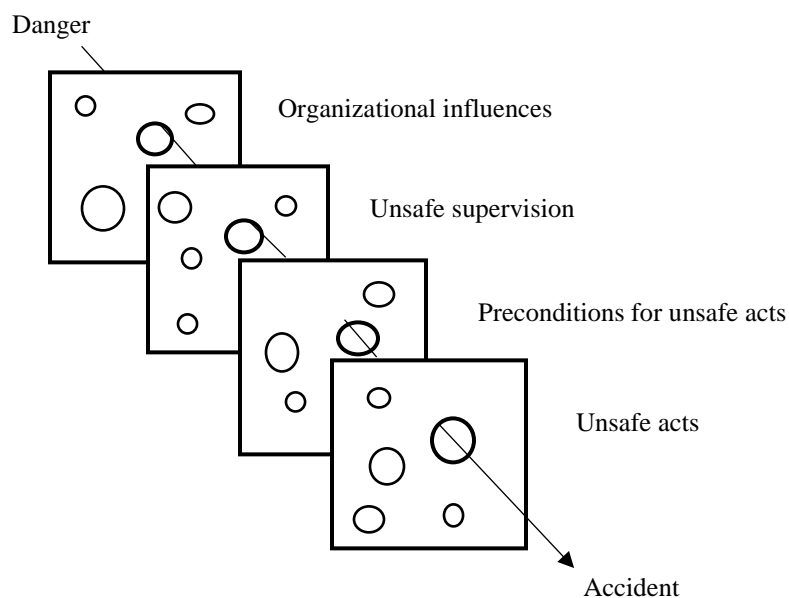 Danger
Organizational influences
Unsafe supervision
Preconditions for unsafe acts
Unsafe acts
Accident